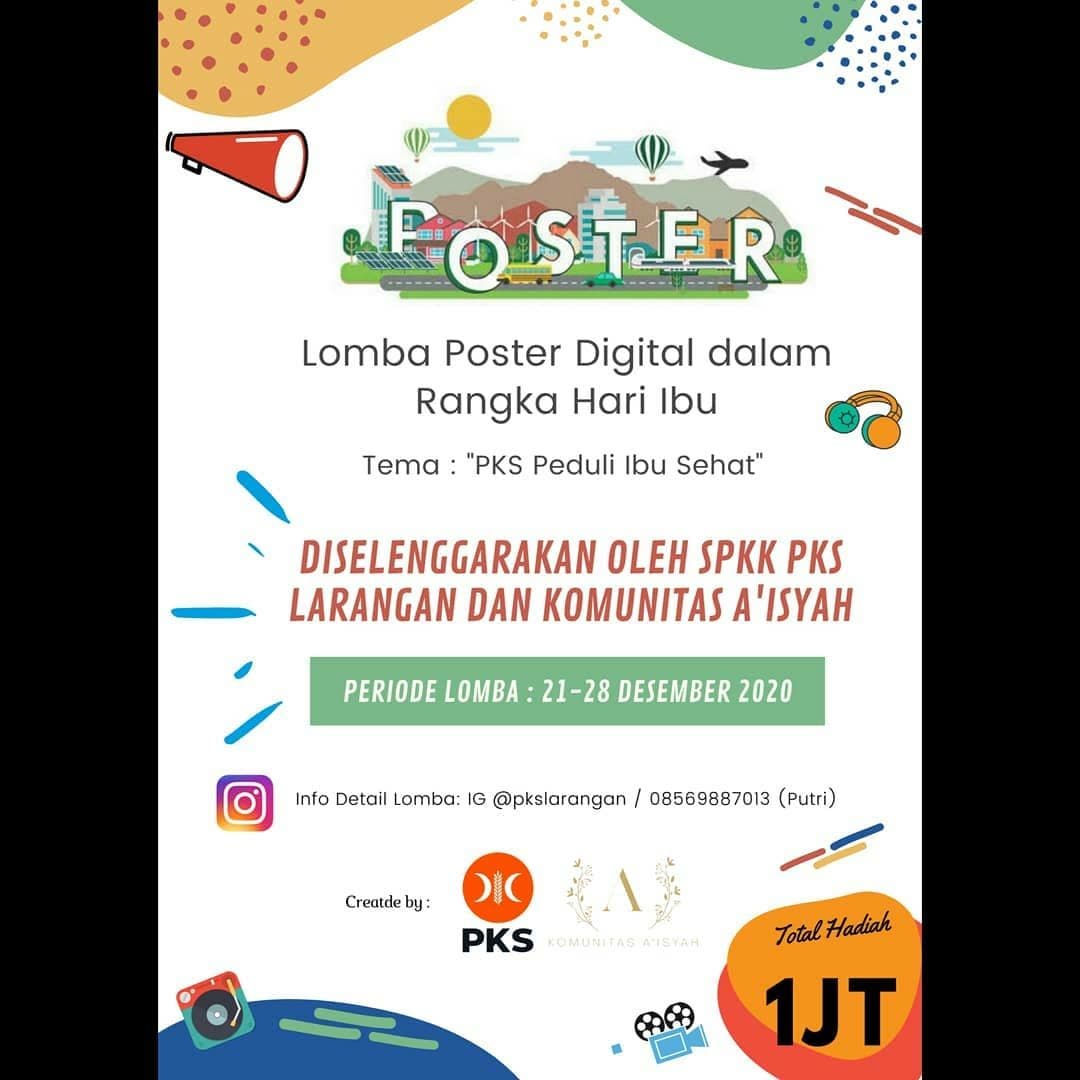 POSTER
Lomba Poster Digital dalam
Rangka Hari Ibu
Tema : "PKS Peduli Ibu Sehat"
DISELENGGARAKAN OLEH SPKK PKS
LARANGAN DAN KOMUNITAS A'ISYAH
PERIODE LOMBA : 21-28 DESEMBER 2020
Info Detail Lomba: IG @pkslarangan / 08569887013 (Putri)
Creatde by :
PKS
A
KOMUNITAS A'ISYAH
Total Hadiah
1JT